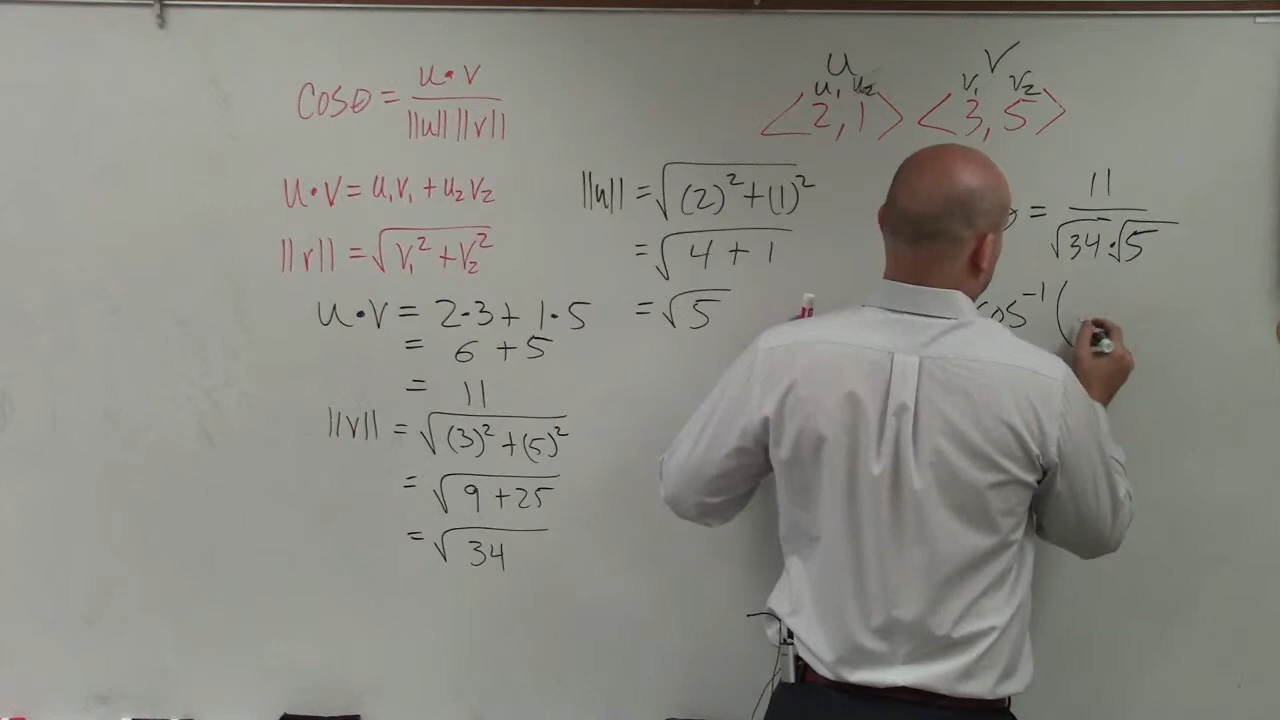 cosθ = u·v / ||u|| ||v||
u·v = u₁v₁ + u₂v₂
||v|| = √(v₁² + v₂²)
u·v = 2·3 + 1·5
= 6 + 5
= 11
||v|| = √((3)² + (5)²)
= √(9 + 25)
= √34
||u|| = √((2)² + (1)²)
= √(4 + 1)
= √5
u v
u₁ u₂ v₁ v₂
⟨2, 1⟩ ⟨3, 5⟩
= 11 / √34 · √5
cos⁻¹(